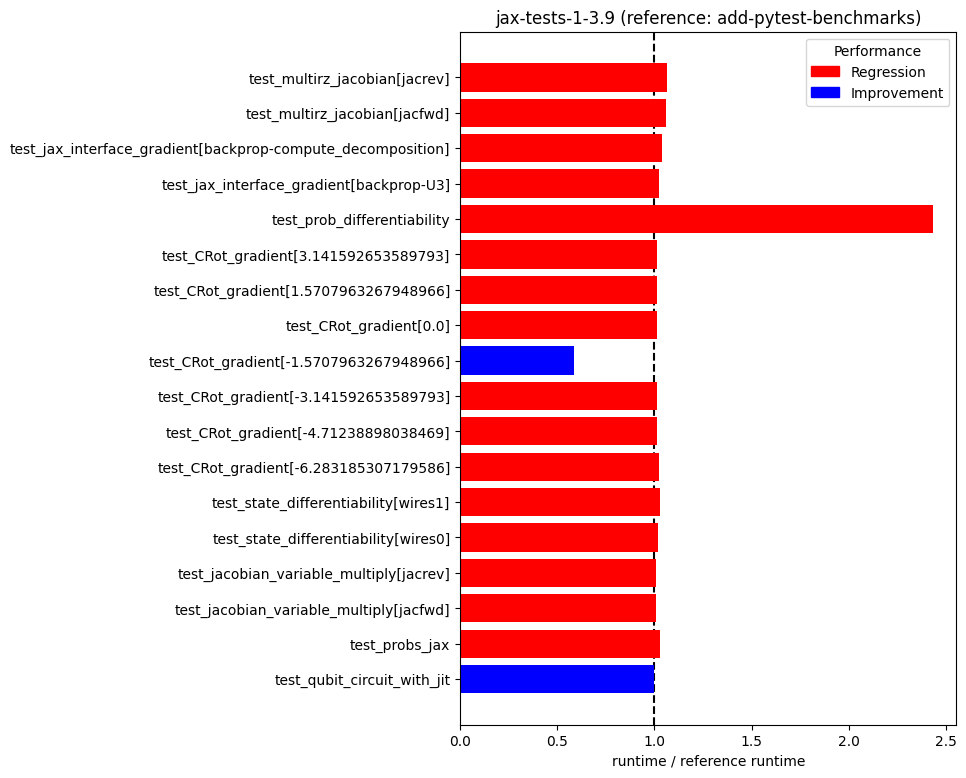 jax-tests-1-3.9 (reference: add-pytest-benchmarks)
Performance
Regression
Improvement
test_multirz_jacobian[jacrev]
test_multirz_jacobian[jacfwd]
test_jax_interface_gradient[backprop-compute_decomposition]
test_jax_interface_gradient[backprop-U3]
test_prob_differentiability
test_CRot_gradient[3.141592653589793]
test_CRot_gradient[1.5707963267948966]
test_CRot_gradient[0.0]
test_CRot_gradient[-1.5707963267948966]
test_CRot_gradient[-3.141592653589793]
test_CRot_gradient[-4.71238898038469]
test_CRot_gradient[-6.283185307179586]
test_state_differentiability[wires1]
test_state_differentiability[wires0]
test_jacobian_variable_multiply[jacrev]
test_jacobian_variable_multiply[jacfwd]
test_probs_jax
test_qubit_circuit_with_jit
0.0 0.5 1.0 1.5 2.0 2.5
runtime / reference runtime